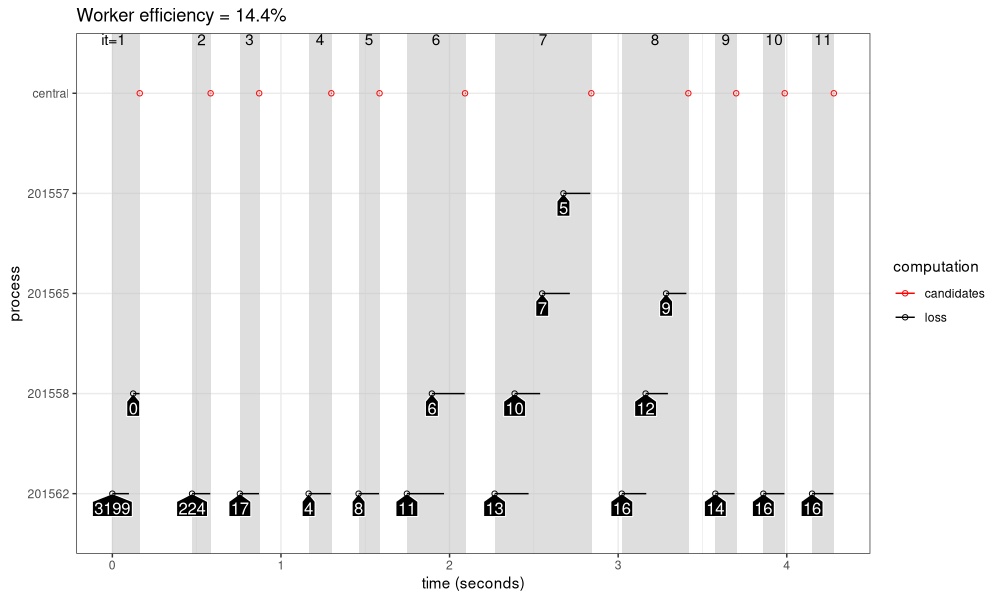 Worker efficiency = 14.4%
it=1 2 3 4 5 6 7 8 9 10 11
central
201557
5
201565
7 9
201558
0 6 10 12
201562
3199 224 17 4 8 11 13 16 14 16 16
0 1 2 3 4
time (seconds)
process
computation
candidates
loss